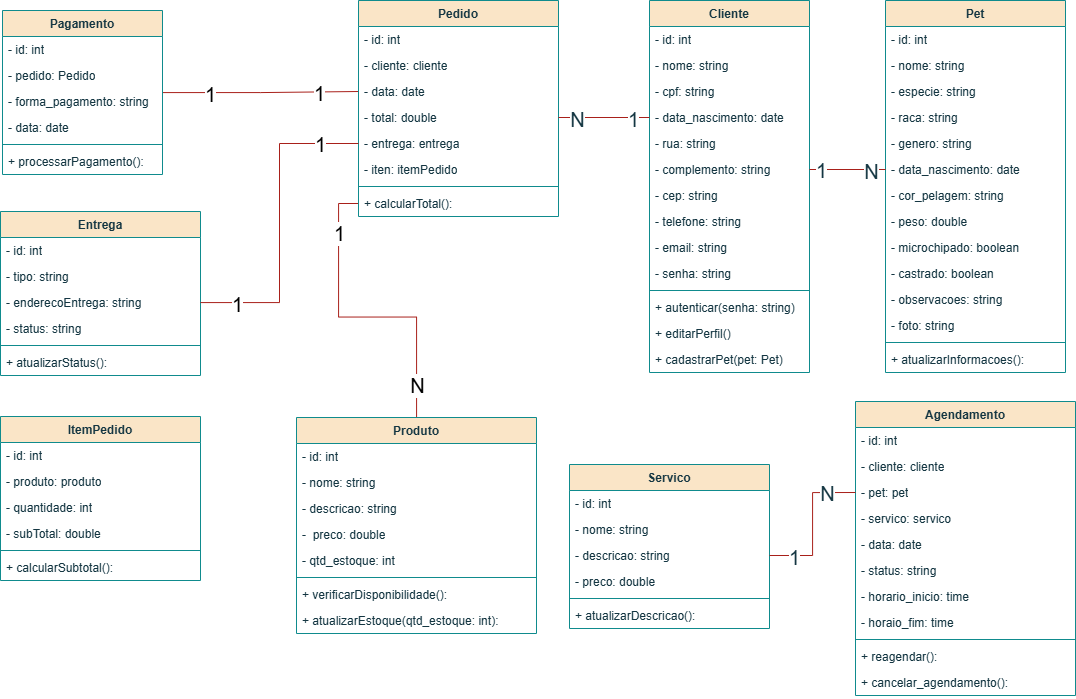 Pagamento
- id: int
- pedido: Pedido
- forma_pagamento: string
- data: date
+ processarPagamento():
Pedido
- id: int
- cliente: cliente
- data: date
- total: double
- entrega: entrega
- iten: itemPedido
+ calcularTotal():
Cliente
- id: int
- nome: string
- cpf: string
- data_nascimento: date
- rua: string
- complemento: string
- cep: string
- telefone: string
- email: string
- senha: string
+ autenticar(senha: string)
+ editarPerfil()
+ cadastrarPet(pet: Pet)
Pet
- id: int
- nome: string
- especie: string
- raca: string
- genero: string
- data_nascimento: date
- cor_pelagem: string
- peso: double
- microchipado: boolean
- castrado: boolean
- observacoes: string
- foto: string
+ atualizarInformacoes():
1
1
1
N
1
1
N
1
1
N
Entrega
- id: int
- tipo: string
- enderecoEntrega: string
- status: string
+ atualizarStatus():
ItemPedido
- id: int
- produto: produto
- quantidade: int
- subTotal: double
+ calcularSubtotal():
Produto
- id: int
- nome: string
- descricao: string
- preco: double
- qtd_estoque: int
+ verificarDisponibilidade():
+ atualizarEstoque(qtd_estoque: int):
Servico
- id: int
- nome: string
- descricao: string
- preco: double
+ atualizarDescricao():
1
N
Agendamento
- id: int
- cliente: cliente
- pet: pet
- servico: servico
- data: date
- status: string
- horario_inicio: time
- horaio_fim: time
+ reagendar():
+ cancelar_agendamento():